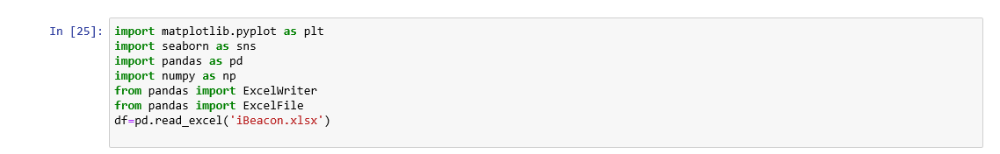 In [25]: import matplotlib.pyplot as plt
import seaborn as sns
import pandas as pd
import numpy as np
from pandas import ExcelWriter
from pandas import ExcelFile
df=pd.read_excel('iBeacon.xlsx')